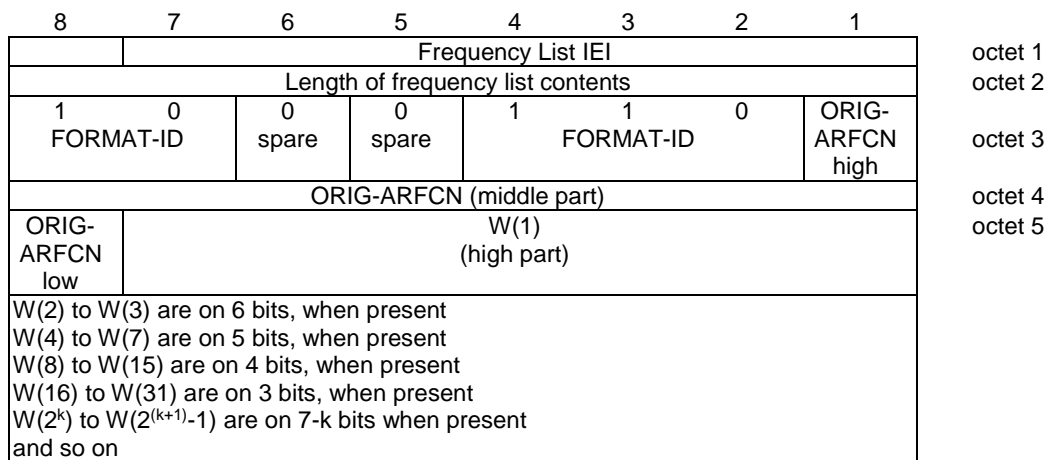 8 7 6 5 4 3 2 1
Frequency List IEI octet 1
Length of frequency list contents octet 2
1 0 0 0 1 1 0 ORIG-
FORMAT-ID spare spare FORMAT-ID ARFCN octet 3
high
ORIG-ARFCN (middle part) octet 4
ORIG- W(1) octet 5
ARFCN (high part)
low
W(2) to W(3) are on 6 bits, when present
W(4) to W(7) are on 5 bits, when present
W(8) to W(15) are on 4 bits, when present
W(16) to W(31) are on 3 bits, when present
W(2ᵏ) to W(2⁽ᵏ⁺¹⁾-1) are on 7-k bits when present
and so on